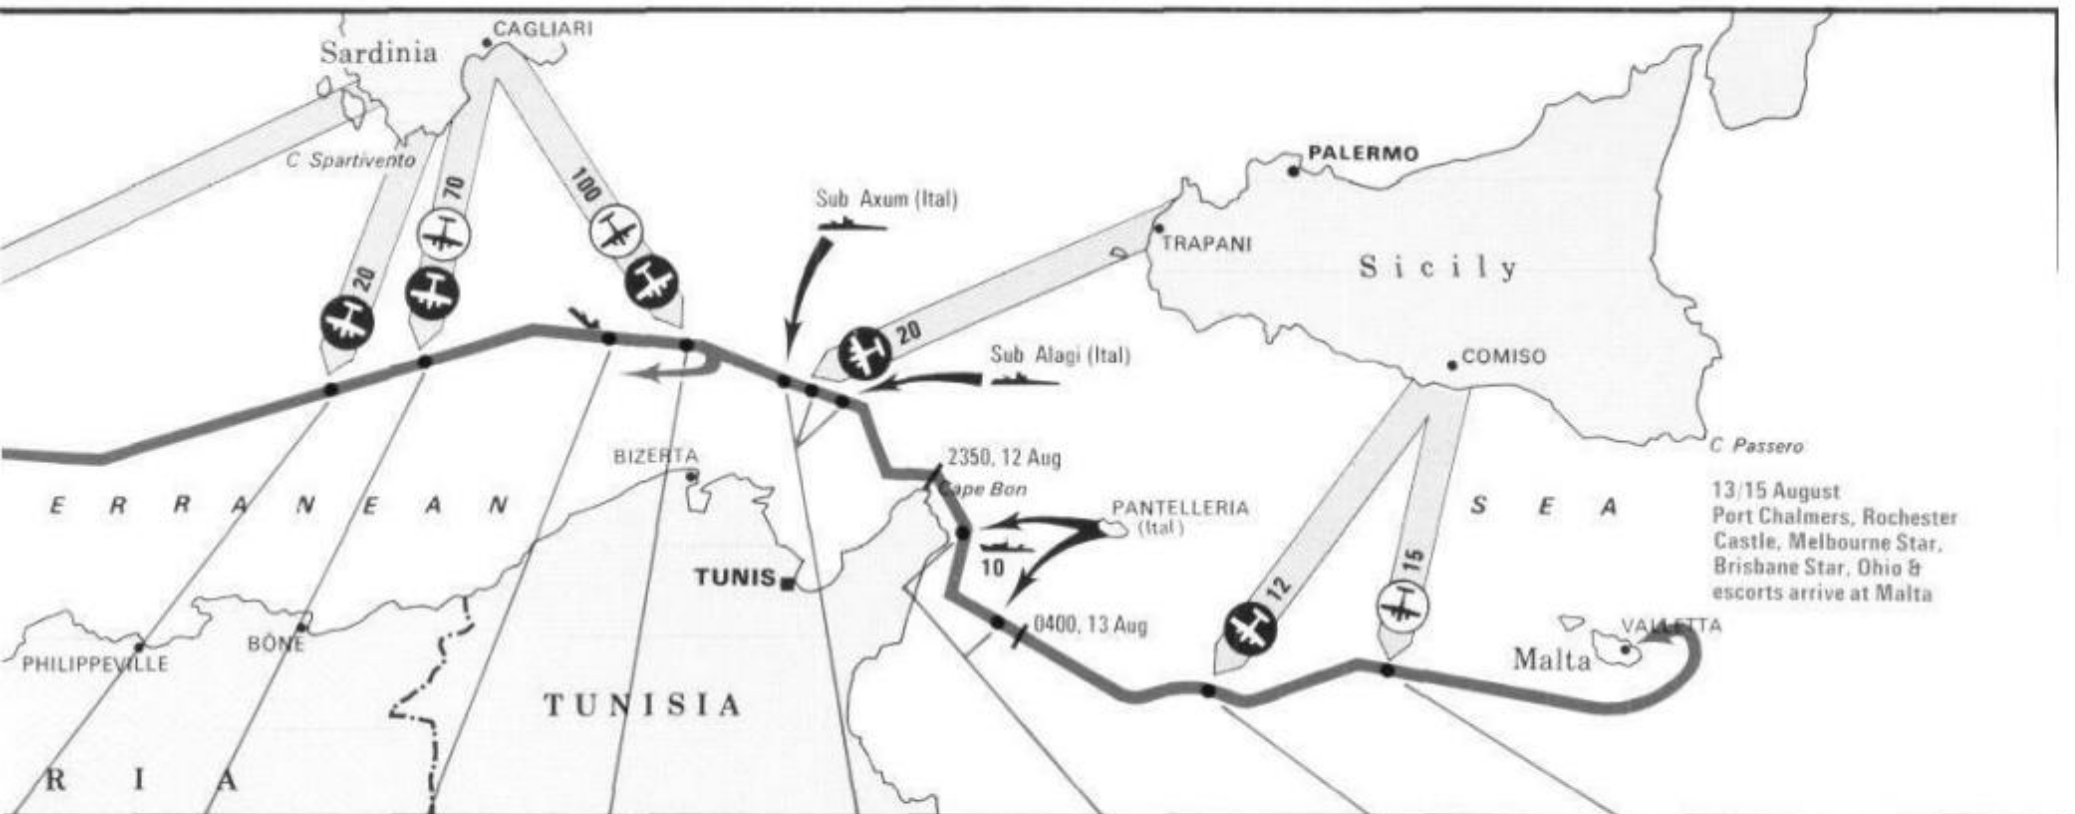 CAGLIARI
Sardinia
C Spartivento
70
100
20
Sub Axum (Ital)
PALERMO
TRAPANI
Sicily
20
Sub Alagi (Ital)
COMISO
BIZERTA
2350, 12 Aug
Cape Bon
C Passero
ERRANEAN
SEA
PANTELLERIA
(Ital)
10
13/15 August
Port Chalmers, Rochester
Castle, Melbourne Star,
Brisbane Star, Ohio &
escorts arrive at Malta
TUNIS
12
15
0400, 13 Aug
VALLETTA
Malta
PHILIPPEVILLE
BÔNE
TUNISIA
RIA